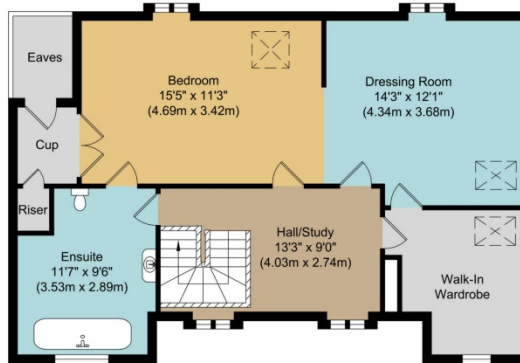 Eaves
Bedroom
15'5" x 11'3"
(4.69m x 3.42m)
Dressing Room
14'3" x 12'1"
(4.34m x 3.68m)
Cup
Riser
Ensuite
11'7" x 9'6"
(3.53m x 2.89m)
Hall/Study
13'3" x 9'0"
(4.03m x 2.74m)
Walk-In
Wardrobe